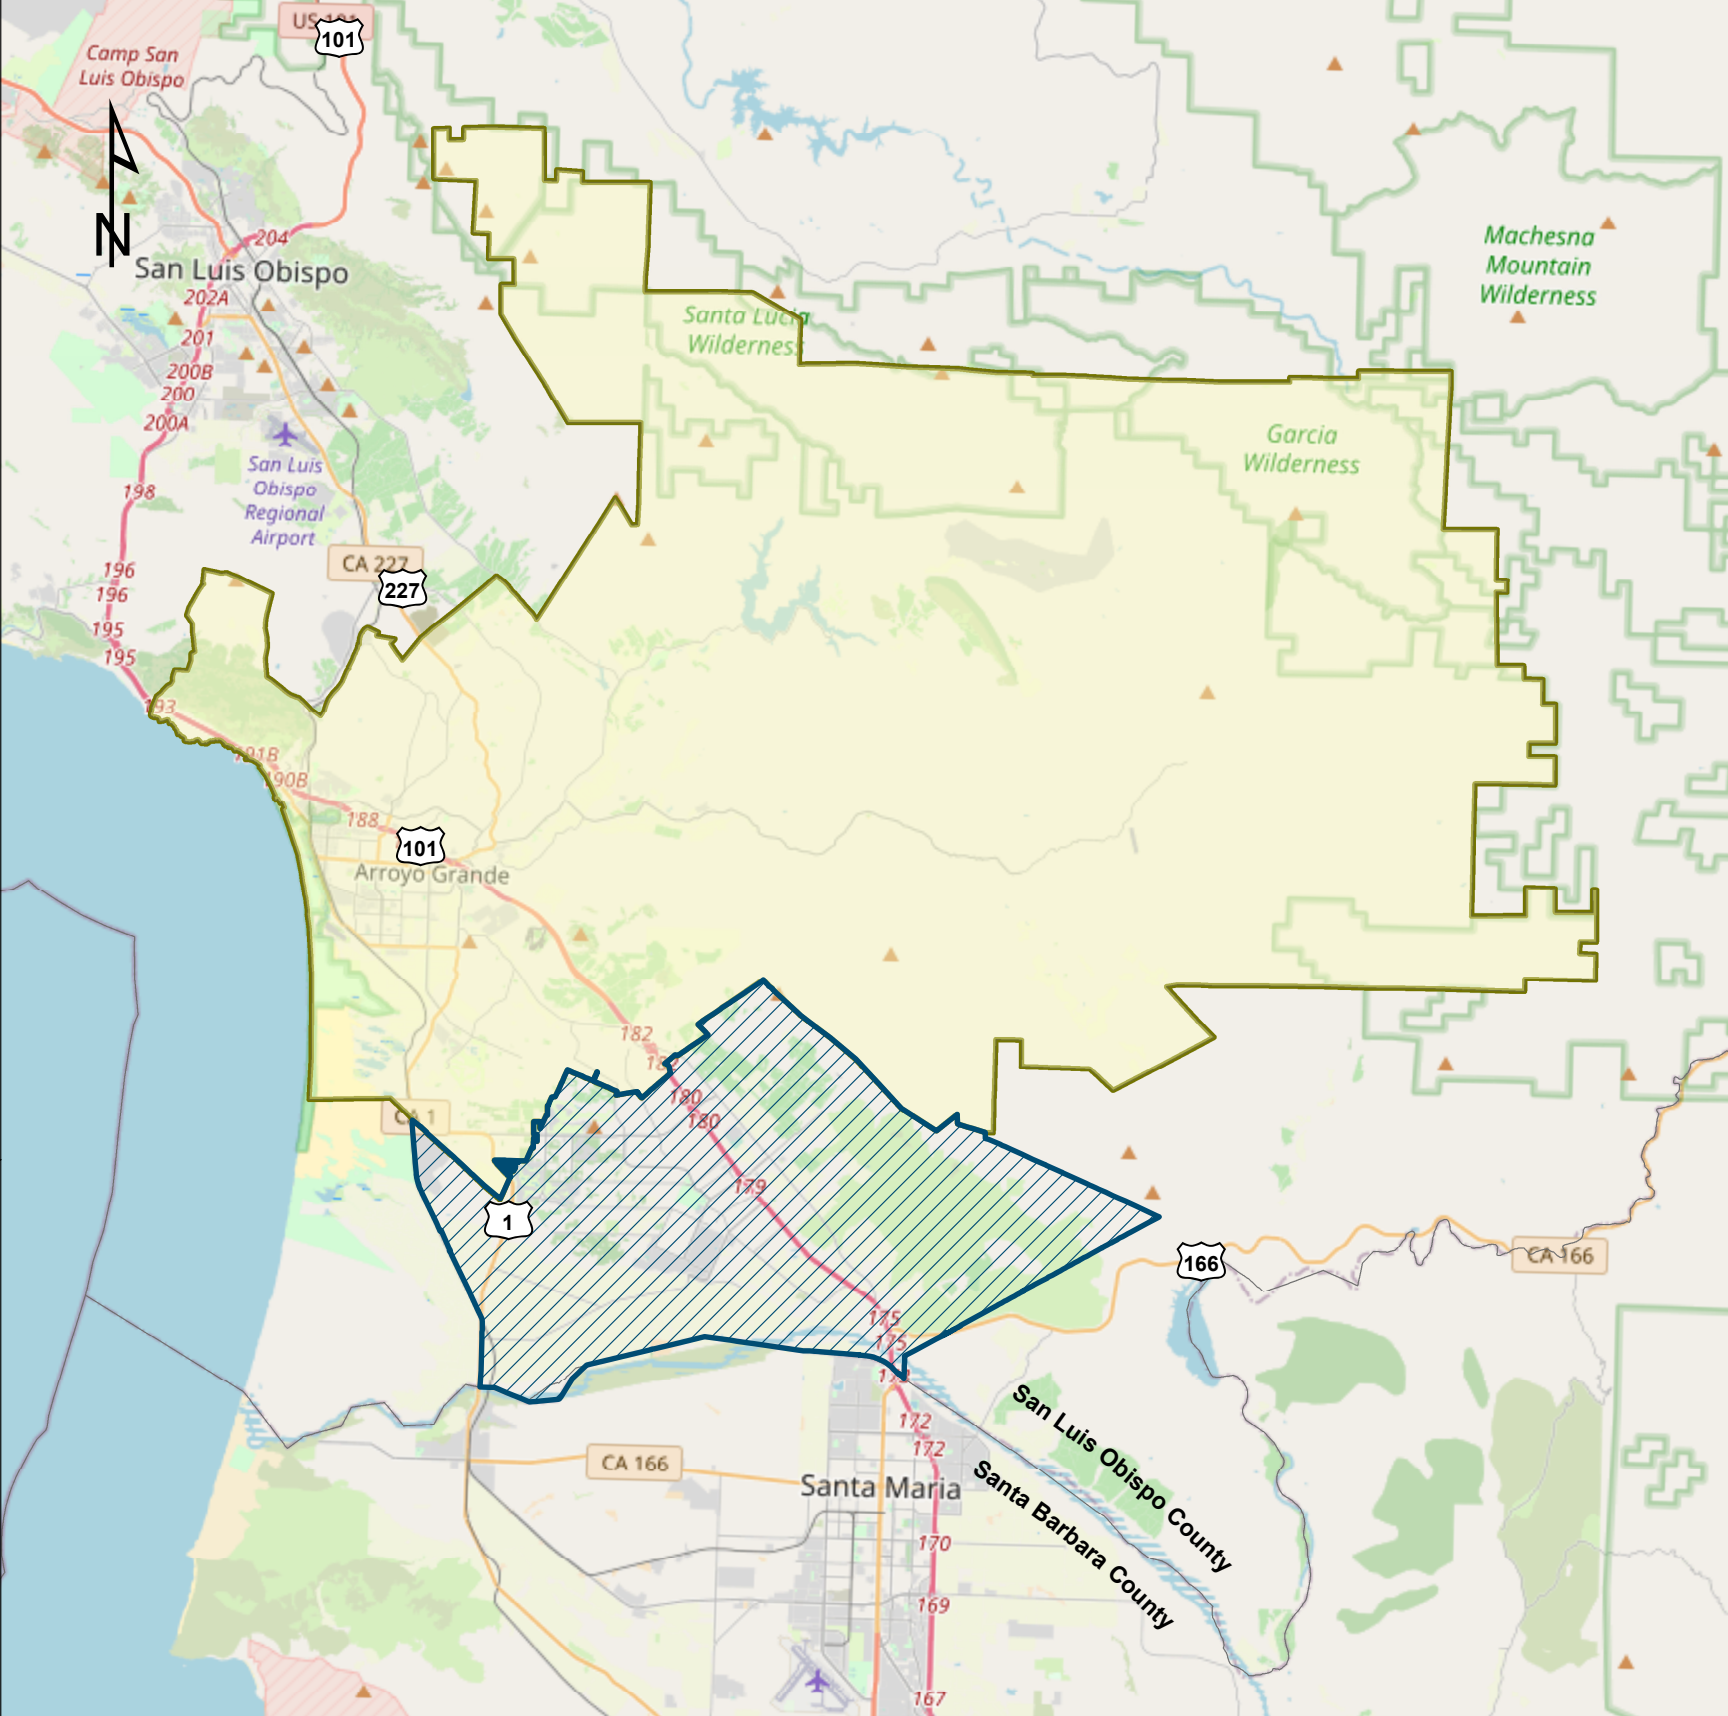 US 101
101
Camp San
Luis Obispo
N
204
San Luis Obispo
202A
201
200B
200
200A
198
San Luis
Obispo
Regional
Airport
CA 227
227
196
196
195
195
193
191B
190B
188
101
Arroyo Grande
Santa Lucia
Wilderness
Machesna
Mountain
Wilderness
Garcia
Wilderness
182
182
180
180
CA 1
1
179
175
175
173
166
CA 166
CA 166
172
172
Santa Maria
San Luis Obispo County
Santa Barbara County
170
169
167